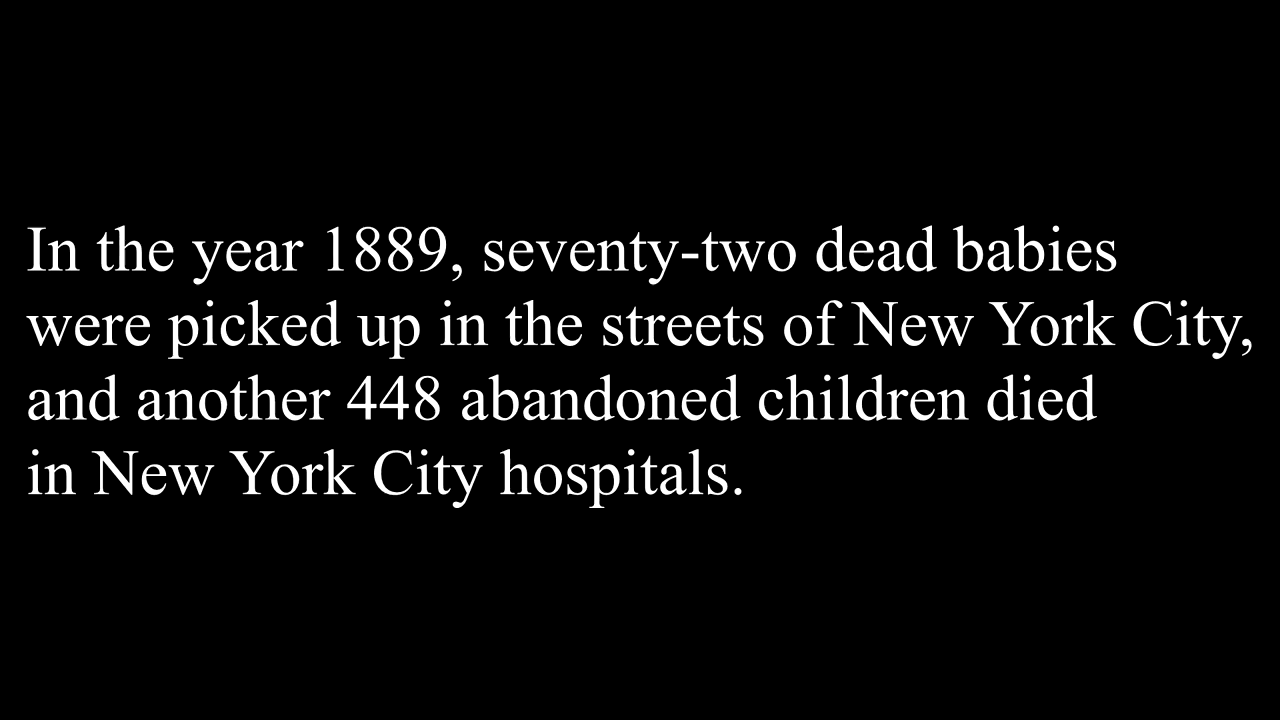 In the year 1889, seventy-two dead babies
were picked up in the streets of New York City,
and another 448 abandoned children died
in New York City hospitals.